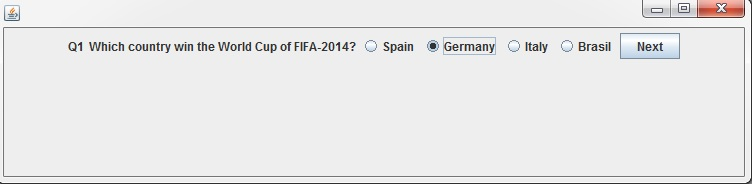 Q1 Which country win the World Cup of FIFA-2014? Spain Germany Italy Brasil Next